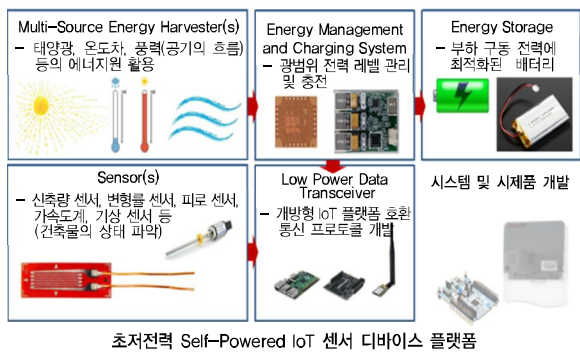 Multi-Source Energy Harvester(s)
- 태양광, 온도차, 풍력(공기의 흐름)
등의 에너지원 활용
Energy Management
and Charging System
- 광범위 전력 레벨 관리
및 충전
Energy Storage
- 부하 구동 전력에
최적화된 배터리
Sensor(s)
- 신축량 센서, 변형률 센서, 피로 센서,
가속도계, 기상 센서 등
(건축물의 상태 파악)
Low Power Data
Transceiver
- 개방형 IoT 플랫폼 호환
통신 프로토콜 개발
시스템 및 시제품 개발
초저전력 Self-Powered IoT 센서 디바이스 플랫폼